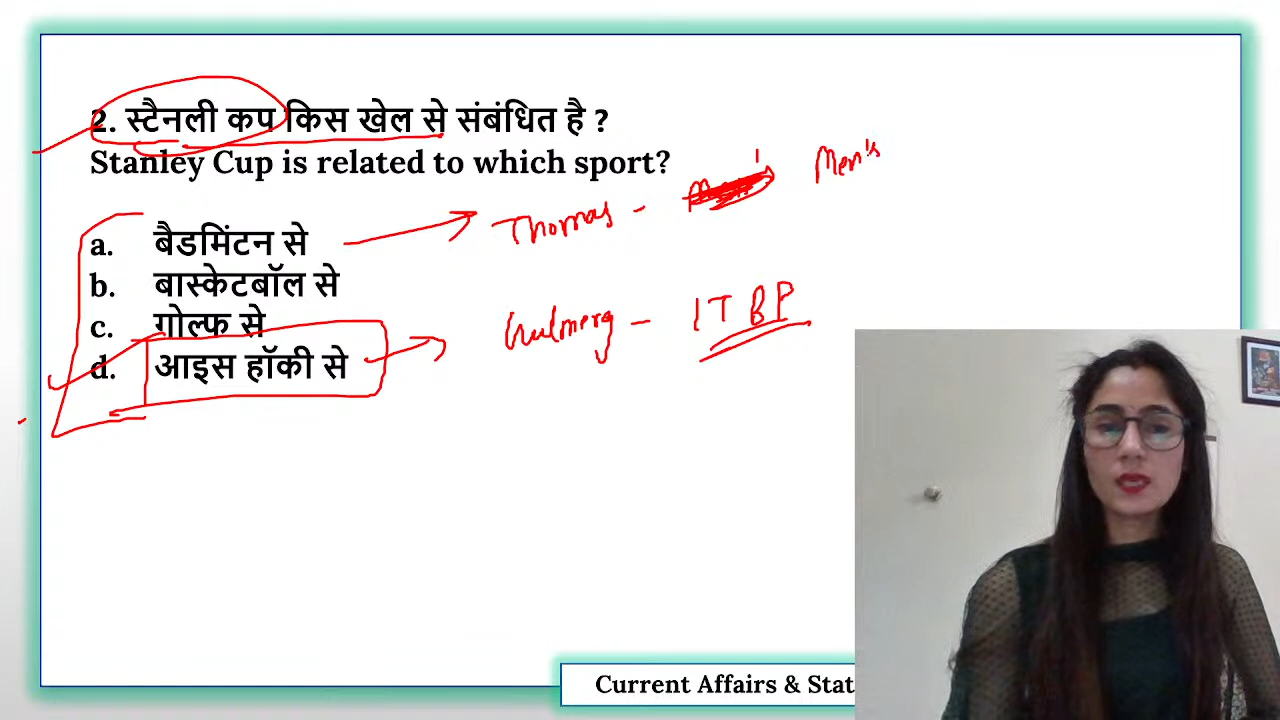 2. स्टैनली कप किस खेल से संबंधित है ?
Stanley Cup is related to which sport?
Men's
Thomas -
a. बैडमिंटन से
b. बास्केटबॉल से
c. गोल्फ से
Gulmerg - ITBP
d. आइस हॉकी से
Current Affairs & Stat